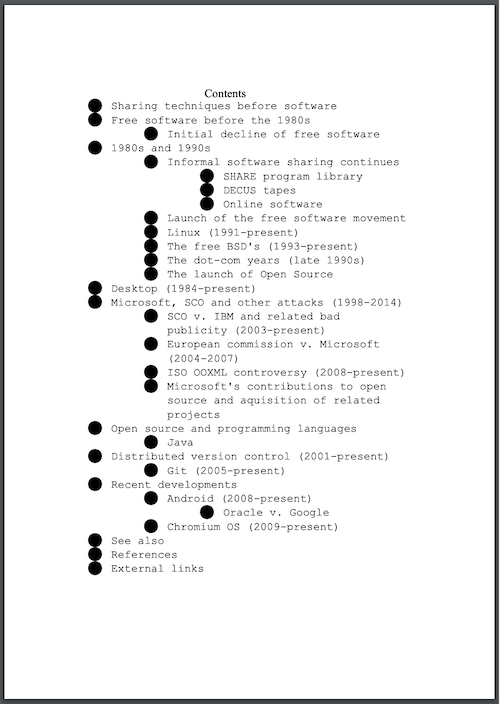 Contents
Sharing techniques before software
Free software before the 1980s
Initial decline of free software
1980s and 1990s
Informal software sharing continues
SHARE program library
DECUS tapes
Online software
Launch of the free software movement
Linux (1991-present)
The free BSD's (1993-present)
The dot-com years (late 1990s)
The launch of Open Source
Desktop (1984-present)
Microsoft, SCO and other attacks (1998-2014)
SCO v. IBM and related bad
publicity (2003-present)
European commission v. Microsoft
(2004-2007)
ISO OOXML controversy (2008-present)
Microsoft's contributions to open
source and aquisition of related
projects
Open source and programming languages
Java
Distributed version control (2001-present)
Git (2005-present)
Recent developments
Android (2008-present)
Oracle v. Google
Chromium OS (2009-present)
See also
References
External links